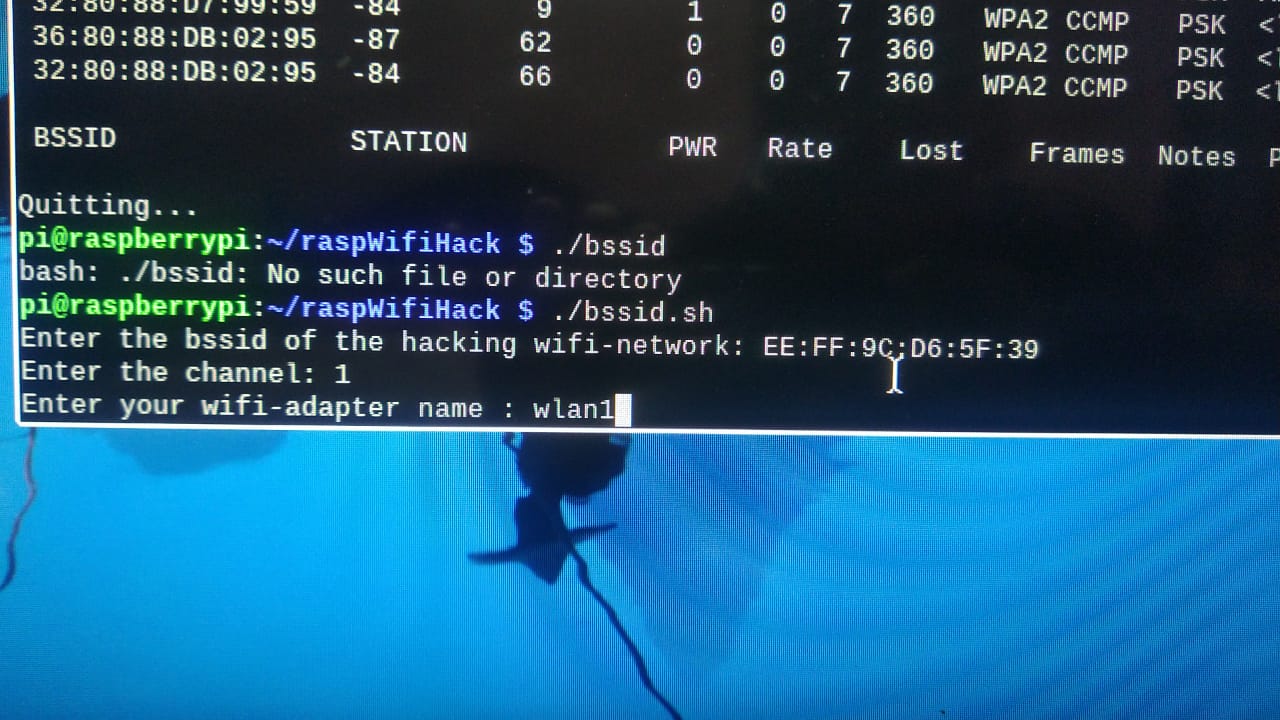 32:80:88:D7:99:59 -84 9 1 0 7 360 WPA2 CCMP PSK <
36:80:88:DB:02:95 -87 62 0 0 7 360 WPA2 CCMP PSK <
32:80:88:DB:02:95 -84 66 0 0 7 360 WPA2 CCMP PSK <
BSSID STATION PWR Rate Lost Frames Notes P
Quitting...
pi@raspberrypi:~/raspWifiHack $ ./bssid
bash: ./bssid: No such file or directory
pi@raspberrypi:~/raspWifiHack $ ./bssid.sh
Enter the bssid of the hacking wifi-network: EE:FF:9C:D6:5F:39
Enter the channel: 1
Enter your wifi-adapter name : wlan1